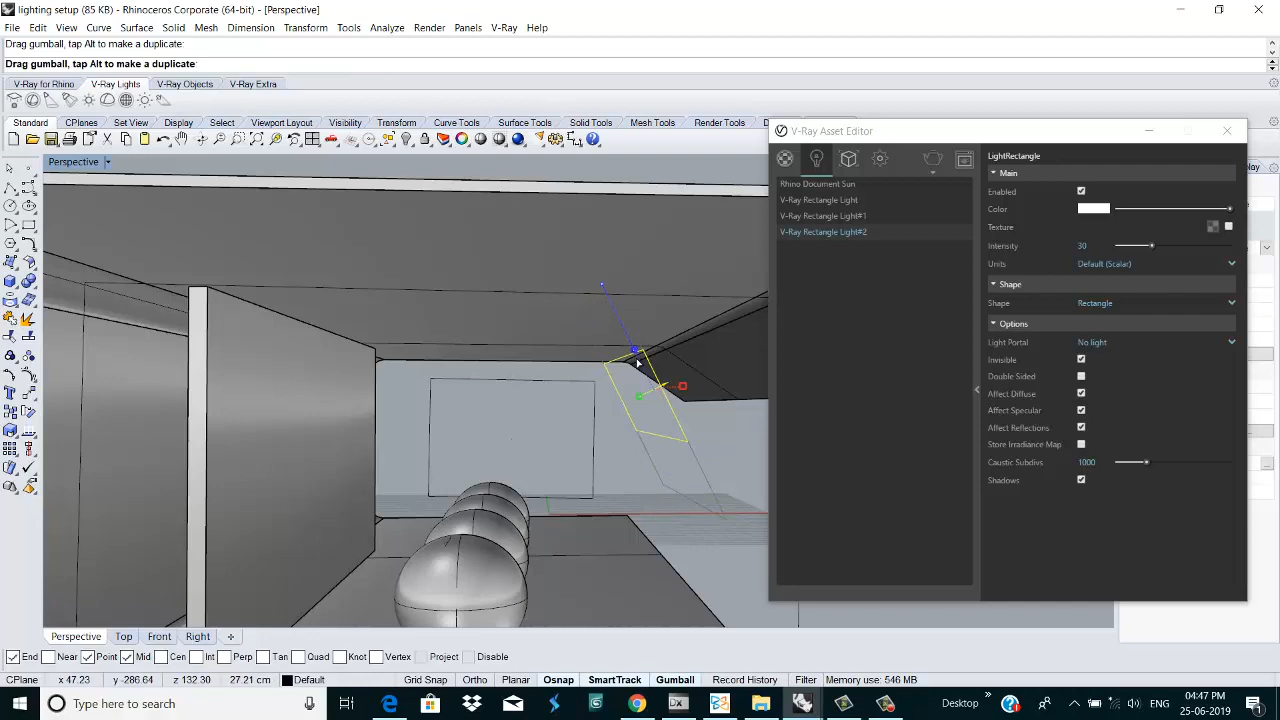 lighting setup (85 KB) - Rhinoceros Corporate (64-bit) - [Perspective]
File Edit View Curve Surface Solid Mesh Dimension Transform Tools Analyze Render Panels V-Ray Help
Drag gumball, tap Alt to make a duplicate:
Drag gumball, tap Alt to make a duplicate:
V-Ray for Rhino V-Ray Lights V-Ray Objects V-Ray Extra
Standard CPlanes Set View Display Select Viewport Layout Visibility Transform Curve Tools Surface Tools Solid Tools Mesh Tools Render Tools
Perspective
V-Ray Asset Editor
LightRectangle
Main
Rhino Document Sun
V-Ray Rectangle Light
V-Ray Rectangle Light#1
V-Ray Rectangle Light#2
Enabled
Color
Texture
Intensity 30
Units Default (Scalar)
Shape
Shape Rectangle
Options
Light Portal No light
Invisible
Double Sided
Affect Diffuse
Affect Specular
Affect Reflections
Store Irradiance Map
Caustic Subdivs 1000
Shadows
Perspective Top Front Right
End Near Point Mid Cen Int Perp Tan Quad Knot Vertex Project Disable
CPlane x 47.23 y -286.64 z 132.30 27.21 cm Default Grid Snap Ortho Planar Osnap SmartTrack Gumball Record History Filter Memory use: 546 MB
Type here to search
Desktop » ENG
04:47 PM
25-06-2019